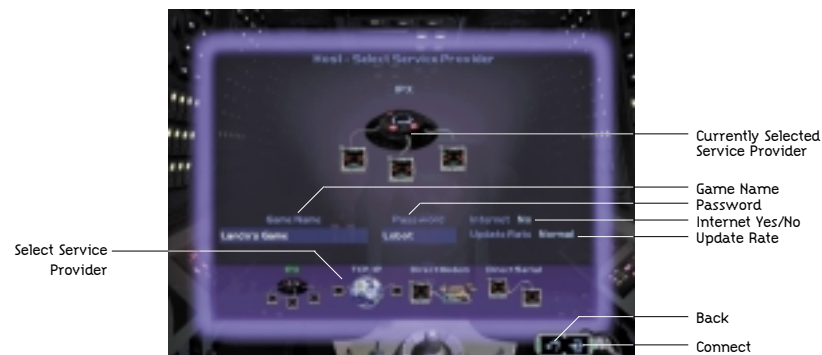 Host - Select Service Provider
IPX
Currently Selected
Service Provider
Game Name
Password
Internet Yes/No
Update Rate
Game Name
Password
Internet No
Lando's Game
Lobot
Update Rate Normal
Select Service
Provider
IPX
TCP/IP
Direct Modem
Direct Serial
Back
Connect